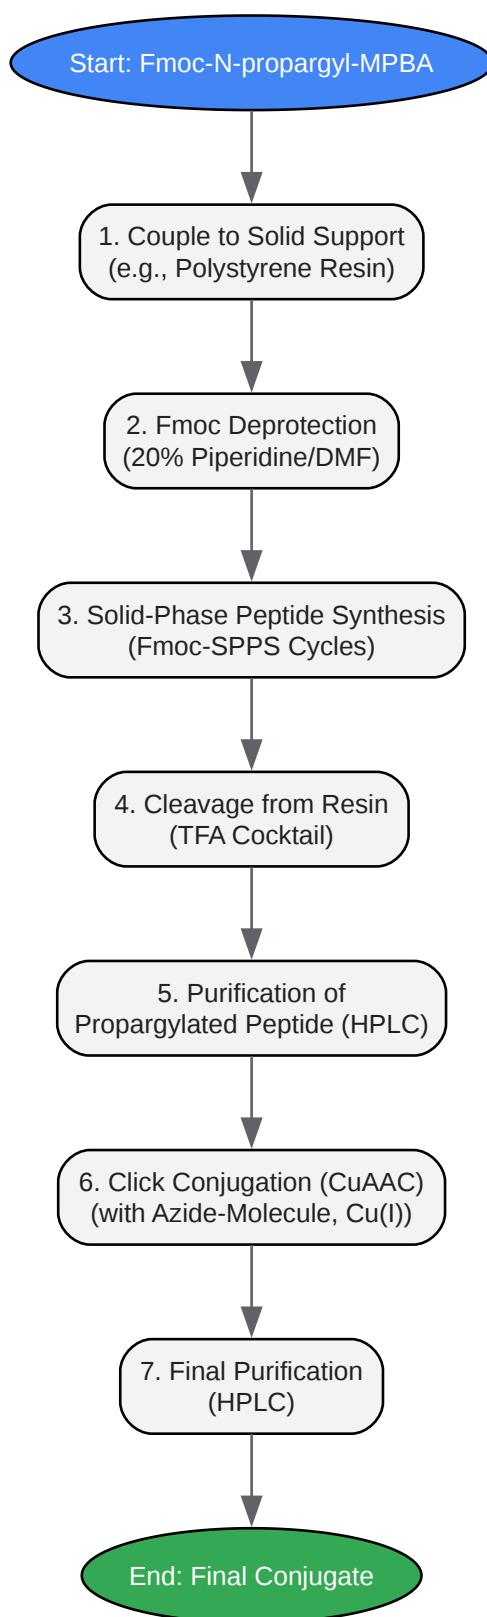 Start: Fmoc-N-propargyl-MPBA
1. Couple to Solid Support
(e.g., Polystyrene Resin)
2. Fmoc Deprotection
(20% Piperidine/DMF)
3. Solid-Phase Peptide Synthesis
(Fmoc-SPPS Cycles)
4. Cleavage from Resin
(TFA Cocktail)
5. Purification of
Propargylated Peptide (HPLC)
6. Click Conjugation (CuAAC)
(with Azide-Molecule, Cu(I))
7. Final Purification
(HPLC)
End: Final Conjugate